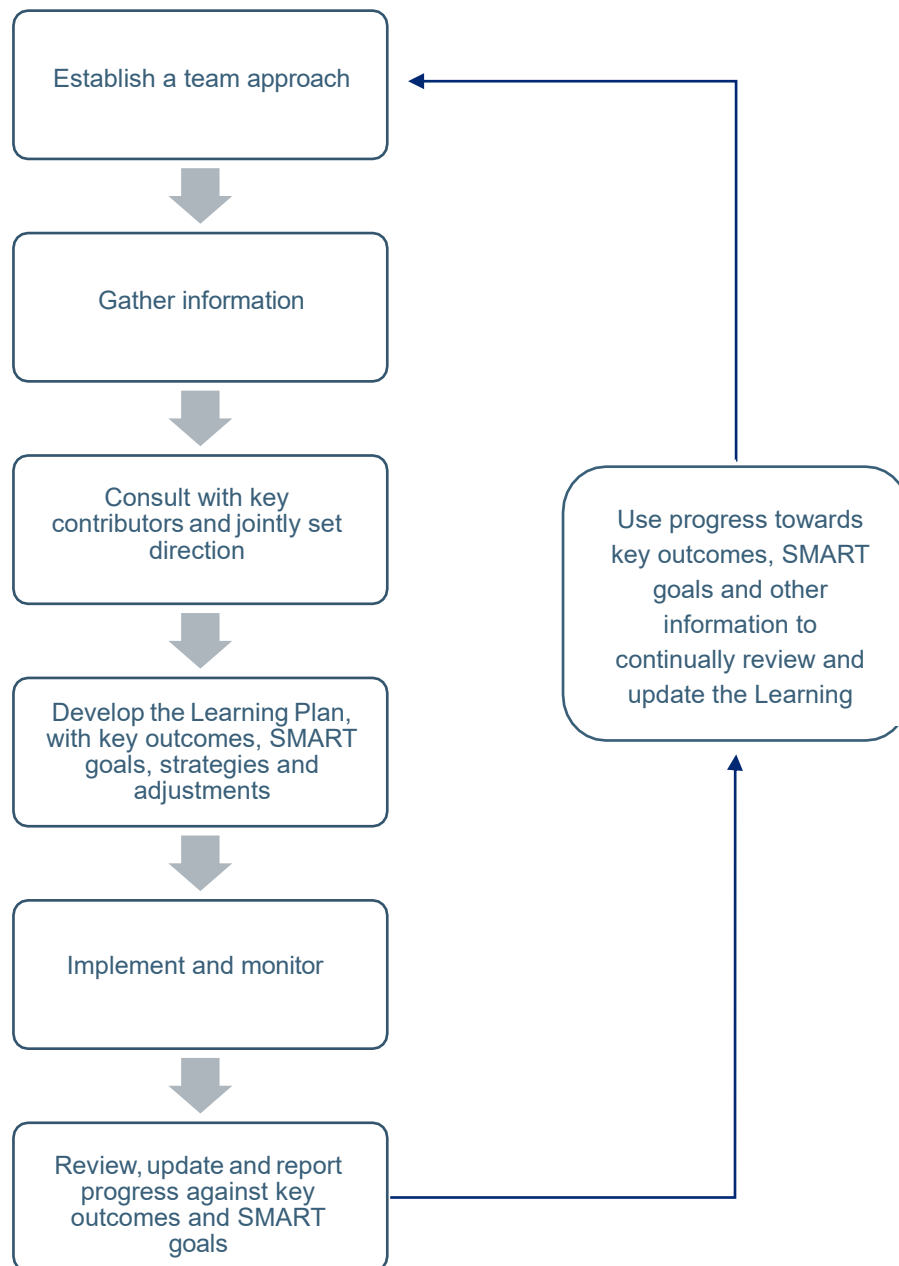 Establish a team approach
Gather information
Consult with key
contributors and jointly set
direction
Develop the Learning Plan,
with key outcomes, SMART
goals, strategies and
adjustments
Implement and monitor
Review, update and report
progress against key
outcomes and SMART
goals
Use progress towards
key outcomes, SMART
goals and other
information to
continually review and
update the Learning